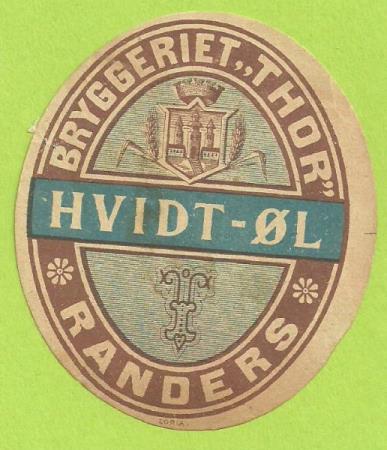 BRYGGERIET „THOR”
HVIDT-ØL
RANDERS